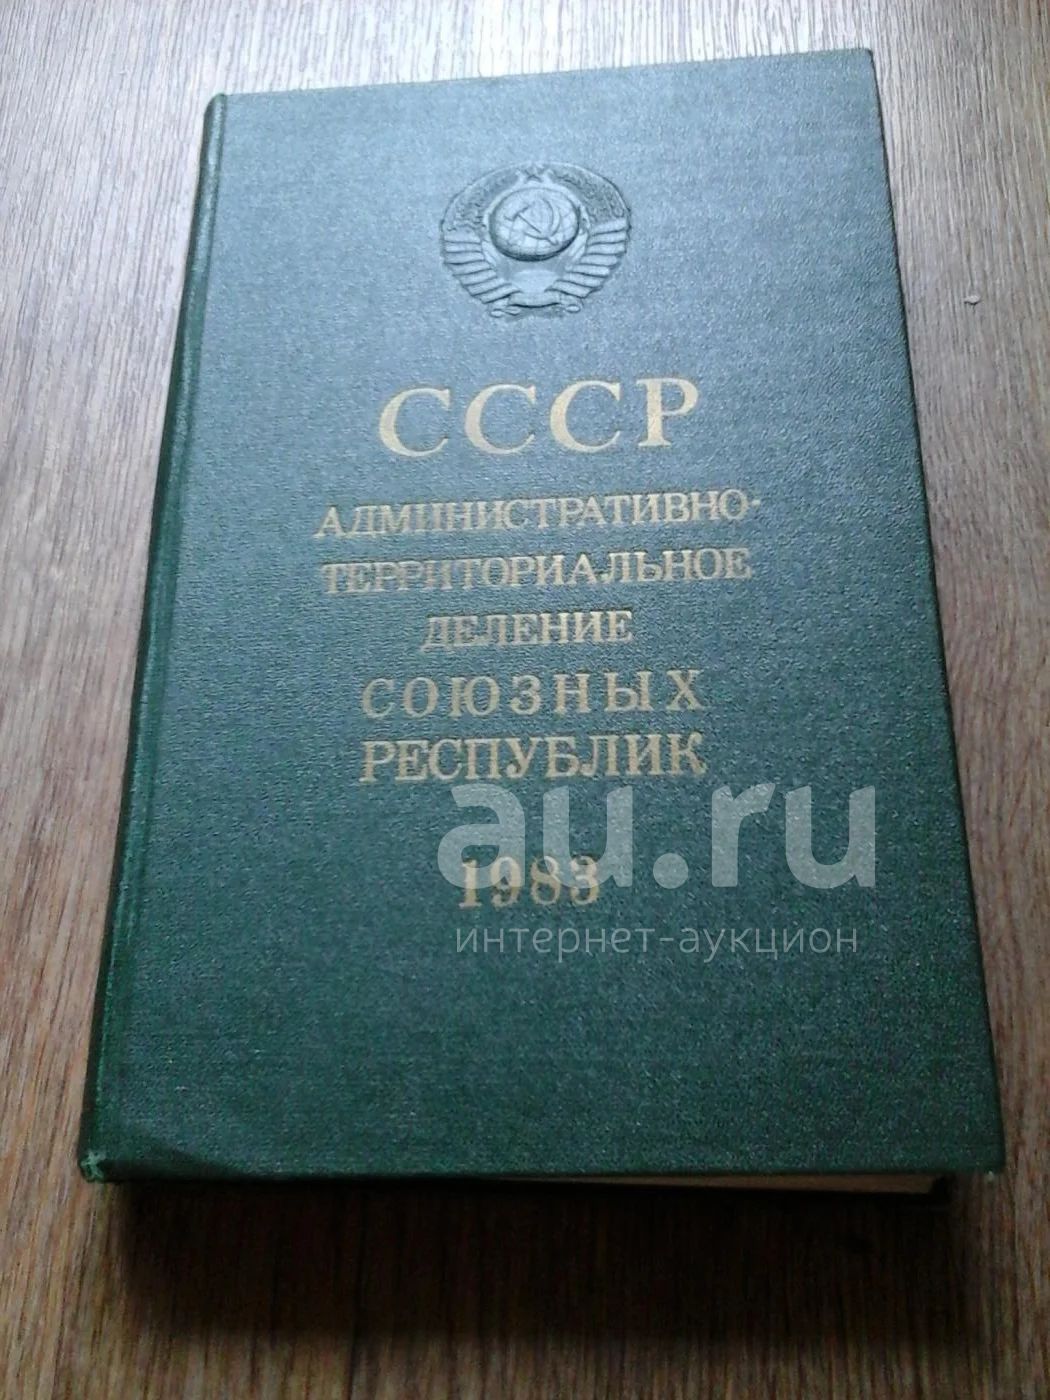 СССР
АДМИНИСТРАТИВНО-
ТЕРРИТОРИАЛЬНОЕ
ДЕЛЕНИЕ
СОЮЗНЫХ
РЕСПУБЛИК
au.ru
1983
интернет-аукцион